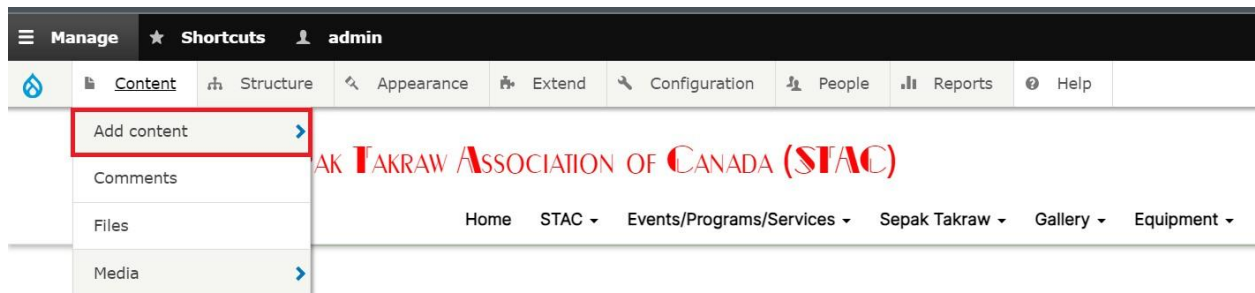 Manage Shortcuts admin
Content Structure Appearance Extend Configuration People Reports Help
Add content
AK TAKRAW ASSOCIATION OF CANADA (STAC)
Comments
Home STAC Events/Programs/Services Sepak Takraw Gallery Equipment
Files
Media